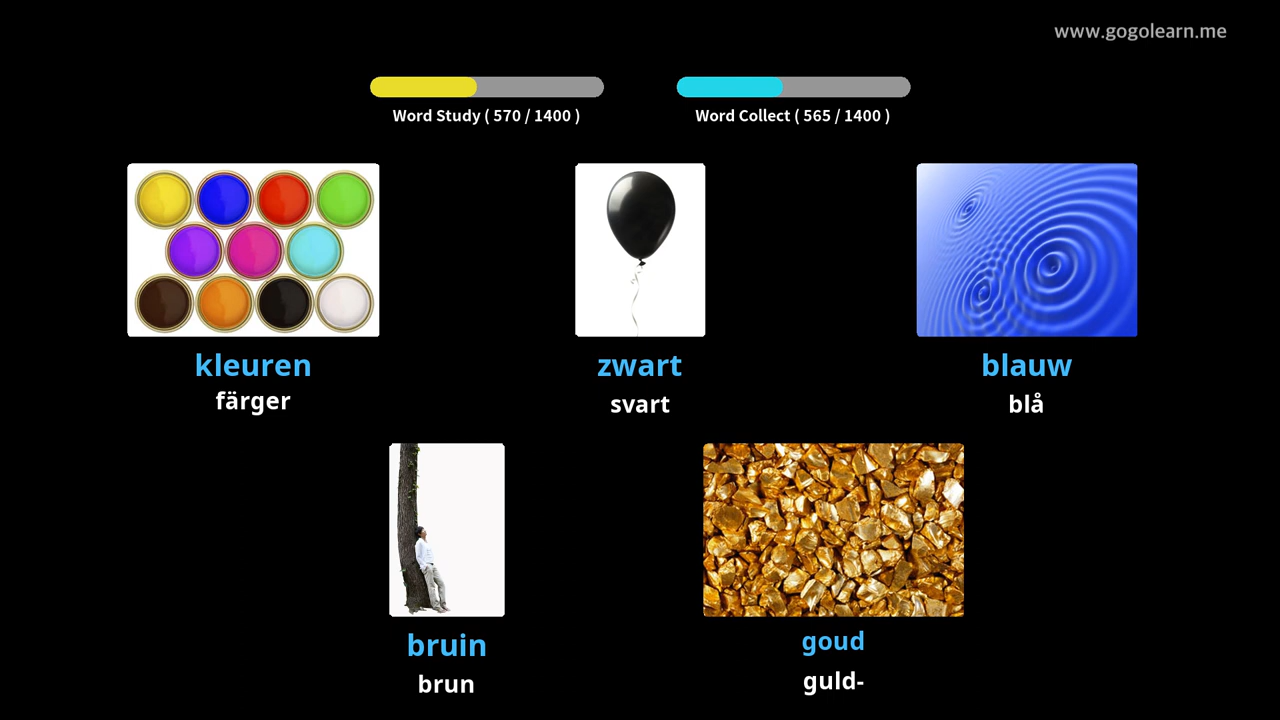 www.gogolearn.me
Word Study ( 570 / 1400 )
Word Collect ( 565 / 1400 )
kleuren
färger
zwart
svart
blauw
blå
bruin
brun
goud
guld-